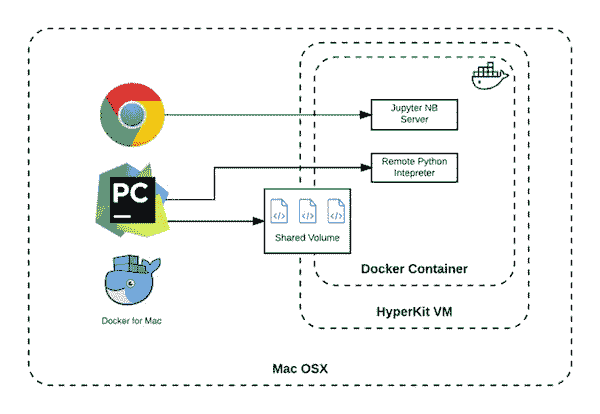 Jupyter NB
Server
Remote Python
Intepreter
PC
Shared Volume
Docker Container
HyperKit VM
Docker for Mac
Mac OSX